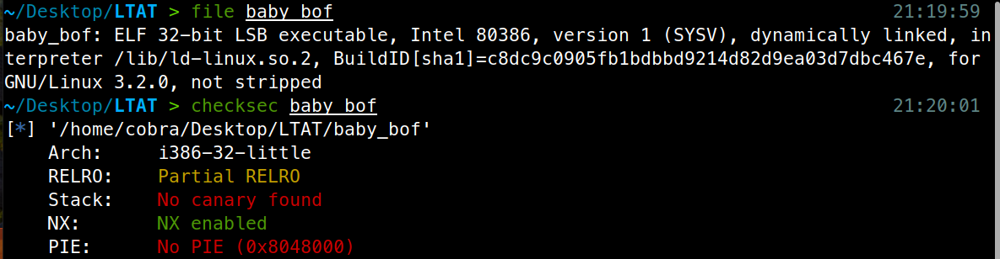 ~/Desktop/LTAT > file baby_bof 21:19:59
baby_bof: ELF 32-bit LSB executable, Intel 80386, version 1 (SYSV), dynamically linked, in
terpreter /lib/ld-linux.so.2, BuildID[sha1]=c8dc9c0905fb1bdbbd9214d82d9ea03d7dbc467e, for
GNU/Linux 3.2.0, not stripped
~/Desktop/LTAT > checksec baby_bof 21:20:01
[*] '/home/cobra/Desktop/LTAT/baby_bof'
    Arch:     i386-32-little
    RELRO:    Partial RELRO
    Stack:    No canary found
    NX:       NX enabled
    PIE:      No PIE (0x8048000)